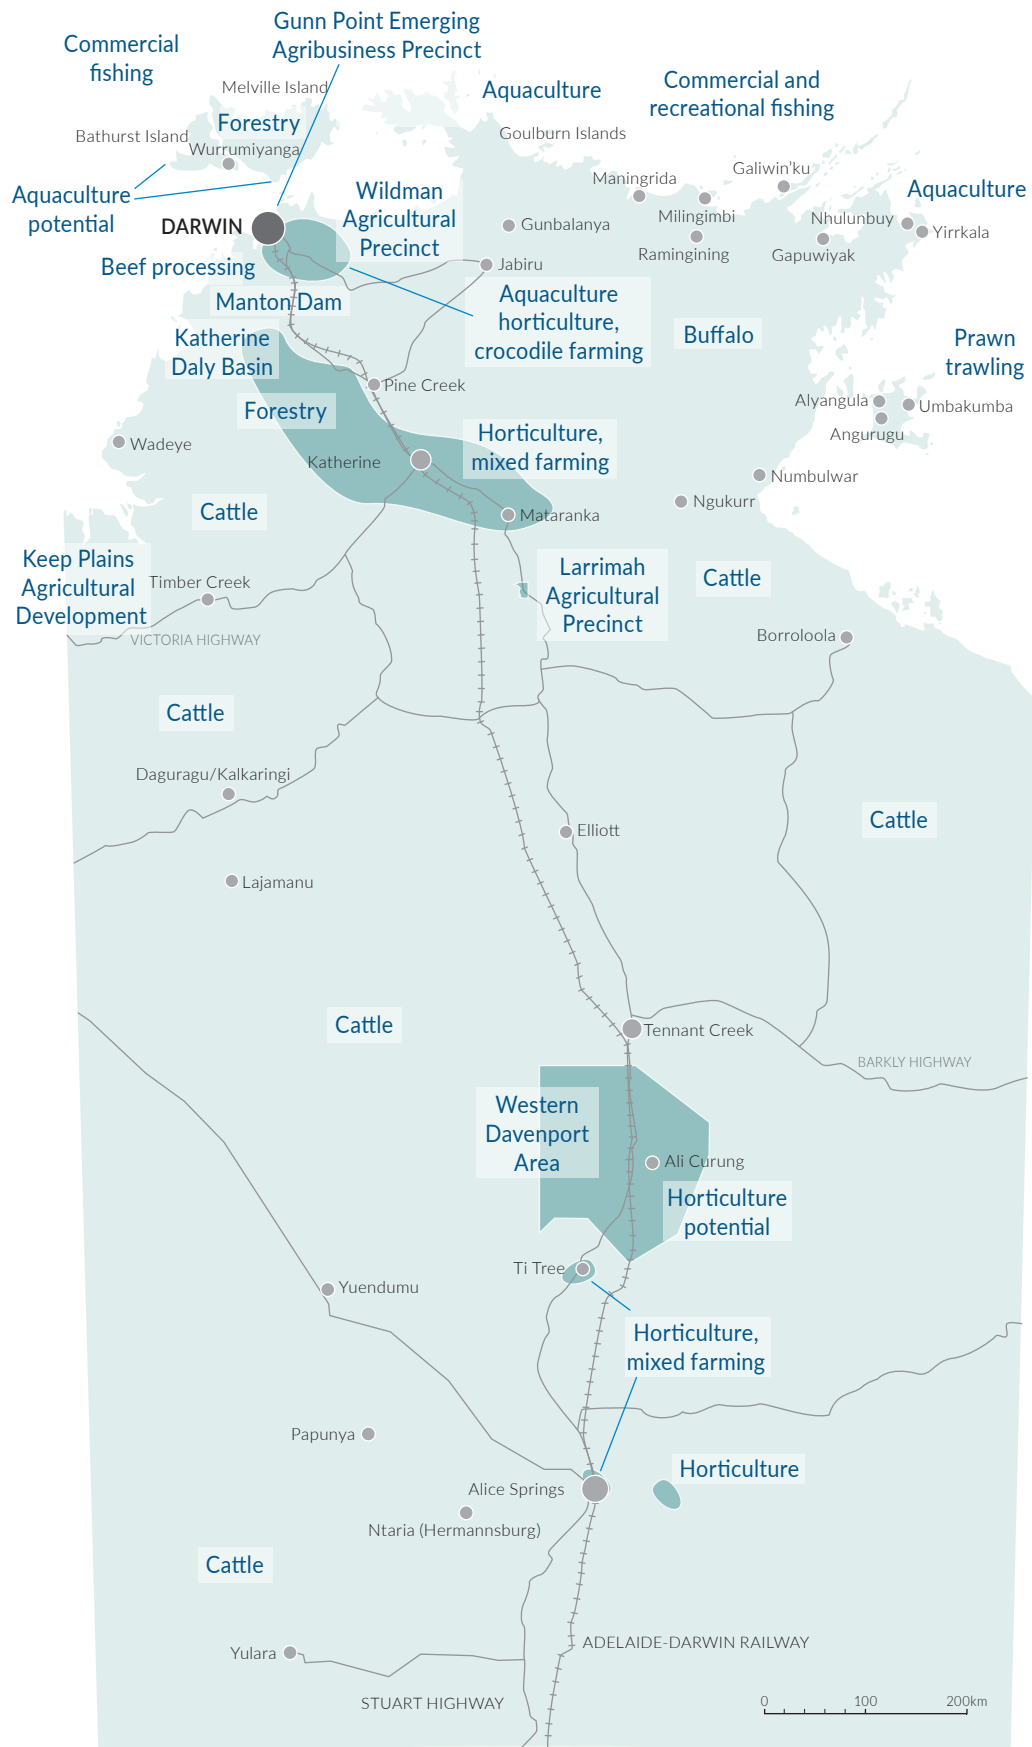 Gunn Point Emerging
Agribusiness Precinct
Commercial
fishing
Melville Island
Aquaculture
Commercial and
recreational fishing
Forestry
Bathurst Island
Wurrumiyanga
Goulburn Islands
Galiwin'ku
Maningrida
Aquaculture
potential
Wildman
Agricultural
Precinct
Aquaculture
Milingimbi
Nhulunbuy
Yirrkala
DARWIN
Gunbalanya
Ramingining
Gapuwiyak
Beef processing
Jabiru
Manton Dam
Aquaculture
horticulture,
crocodile farming
Buffalo
Katherine
Daly Basin
Prawn
trawling
Pine Creek
Forestry
Alyangula
Umbakumba
Angurugu
Wadeye
Katherine
Horticulture,
mixed farming
Numbulwar
Ngukurr
Cattle
Mataranka
Keep Plains
Agricultural
Development
Timber Creek
Larrimah
Agricultural
Precinct
Cattle
VICTORIA HIGHWAY
Borroloola
Cattle
Daguragu/Kalkaringi
Elliott
Cattle
Lajamanu
Cattle
Tennant Creek
BARKLY HIGHWAY
Western
Davenport
Area
Ali Curung
Horticulture
potential
Ti Tree
Yuendumu
Horticulture,
mixed farming
Papunya
Horticulture
Alice Springs
Ntaria (Hermannsburg)
Cattle
Yulara
ADELAIDE-DARWIN RAILWAY
STUART HIGHWAY
0 100 200km